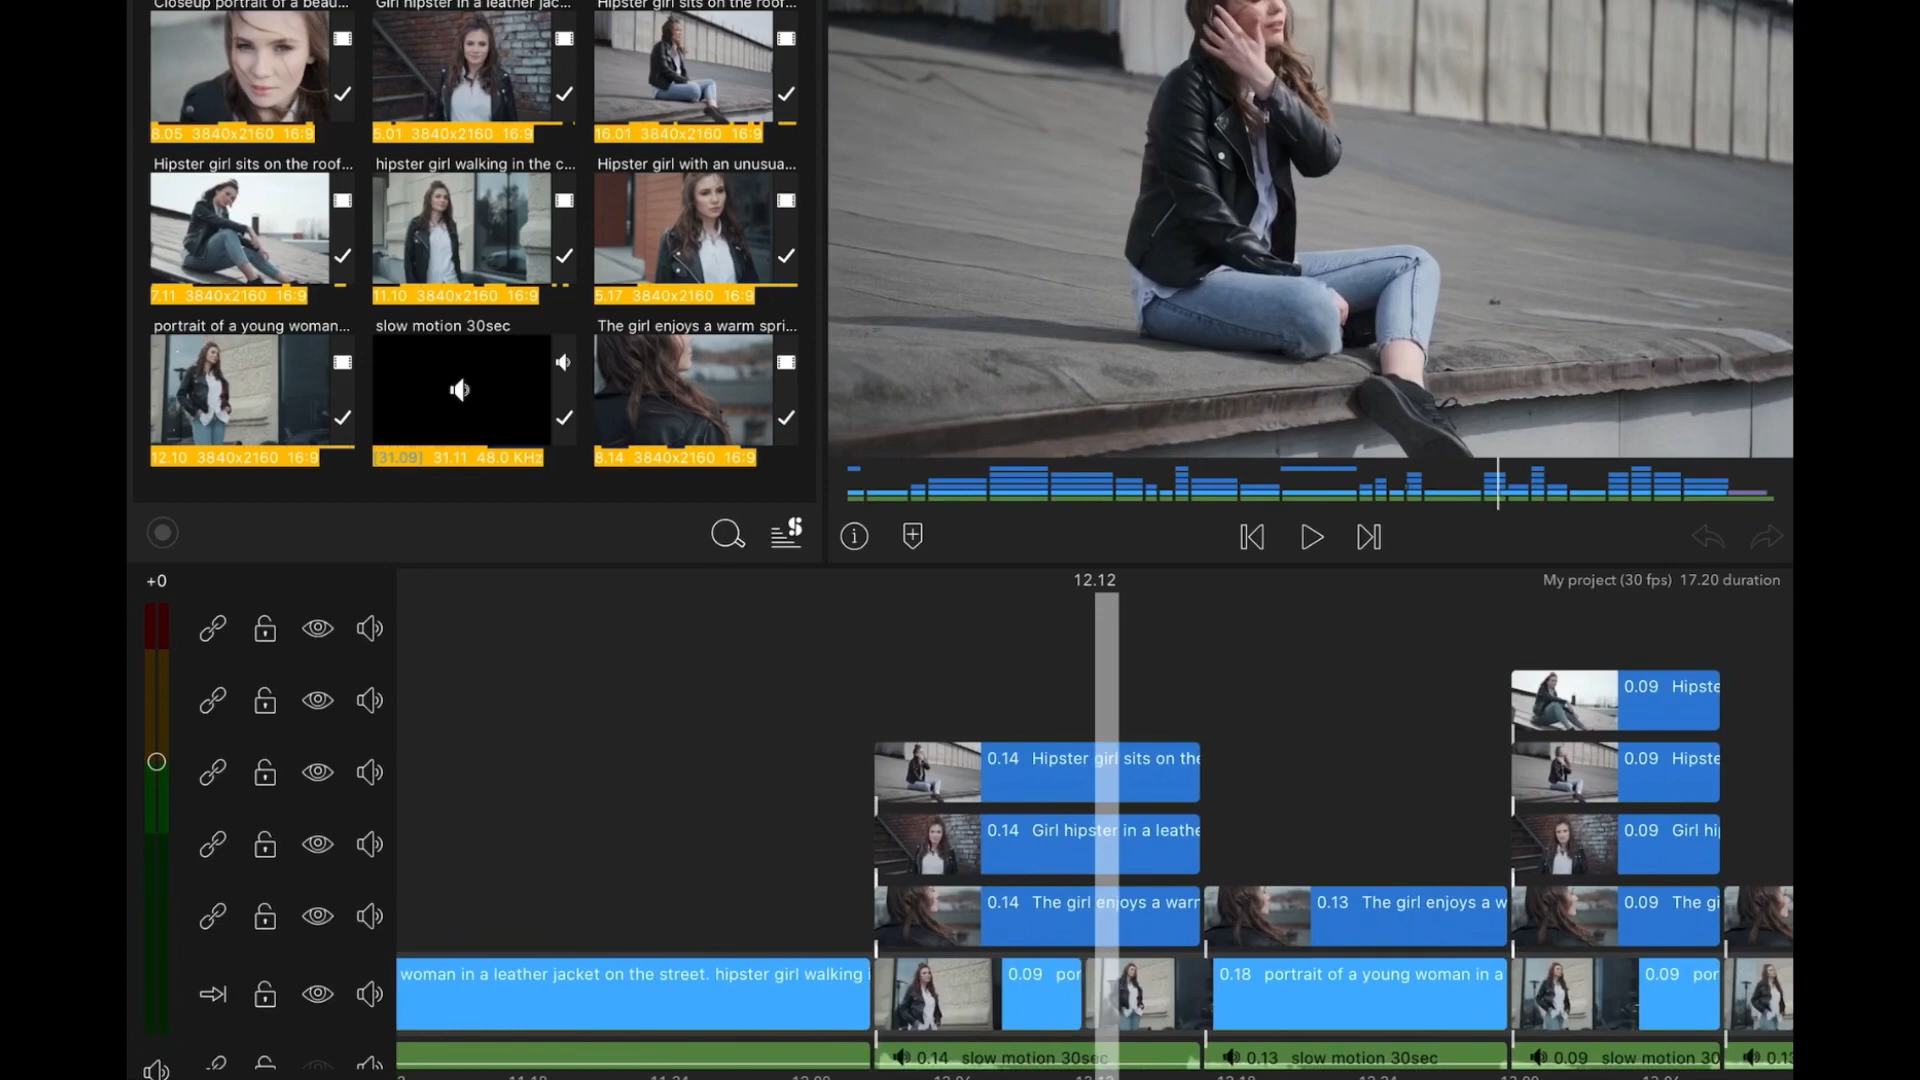 Closeup portrait of a beau...
Girl hipster in a leather jac...
Hipster girl sits on the roof...
8.05 3840x2160 16:9
5.01 3840x2160 16:9
16.01 3840x2160 16:9
Hipster girl sits on the roof...
hipster girl walking in the c...
Hipster girl with an unusua...
7.11 3840x2160 16:9
11.10 3840x2160 16:9
5.17 3840x2160 16:9
portrait of a young woman...
slow motion 30sec
The girl enjoys a warm spri...
12.10 3840x2160 16:9
[31.09] 31.11 48.0 KHz
8.14 3840x2160 16:9
+0
12.12
My project (30 fps) 17.20 duration
0.09 Hipste
0.14 Hipster girl sits on the
0.09 Hipste
0.14 Girl hipster in a leathe
0.09 Girl hi
0.14 The girl enjoys a warr
0.13 The girl enjoys a w
0.09 The gi
woman in a leather jacket on the street. hipster girl walking i
0.09 por
0.18 portrait of a young woman in a
0.09 por
0.14 slow motion 30sec
0.13 slow motion 30sec
0.09 slow motion 30
0.13